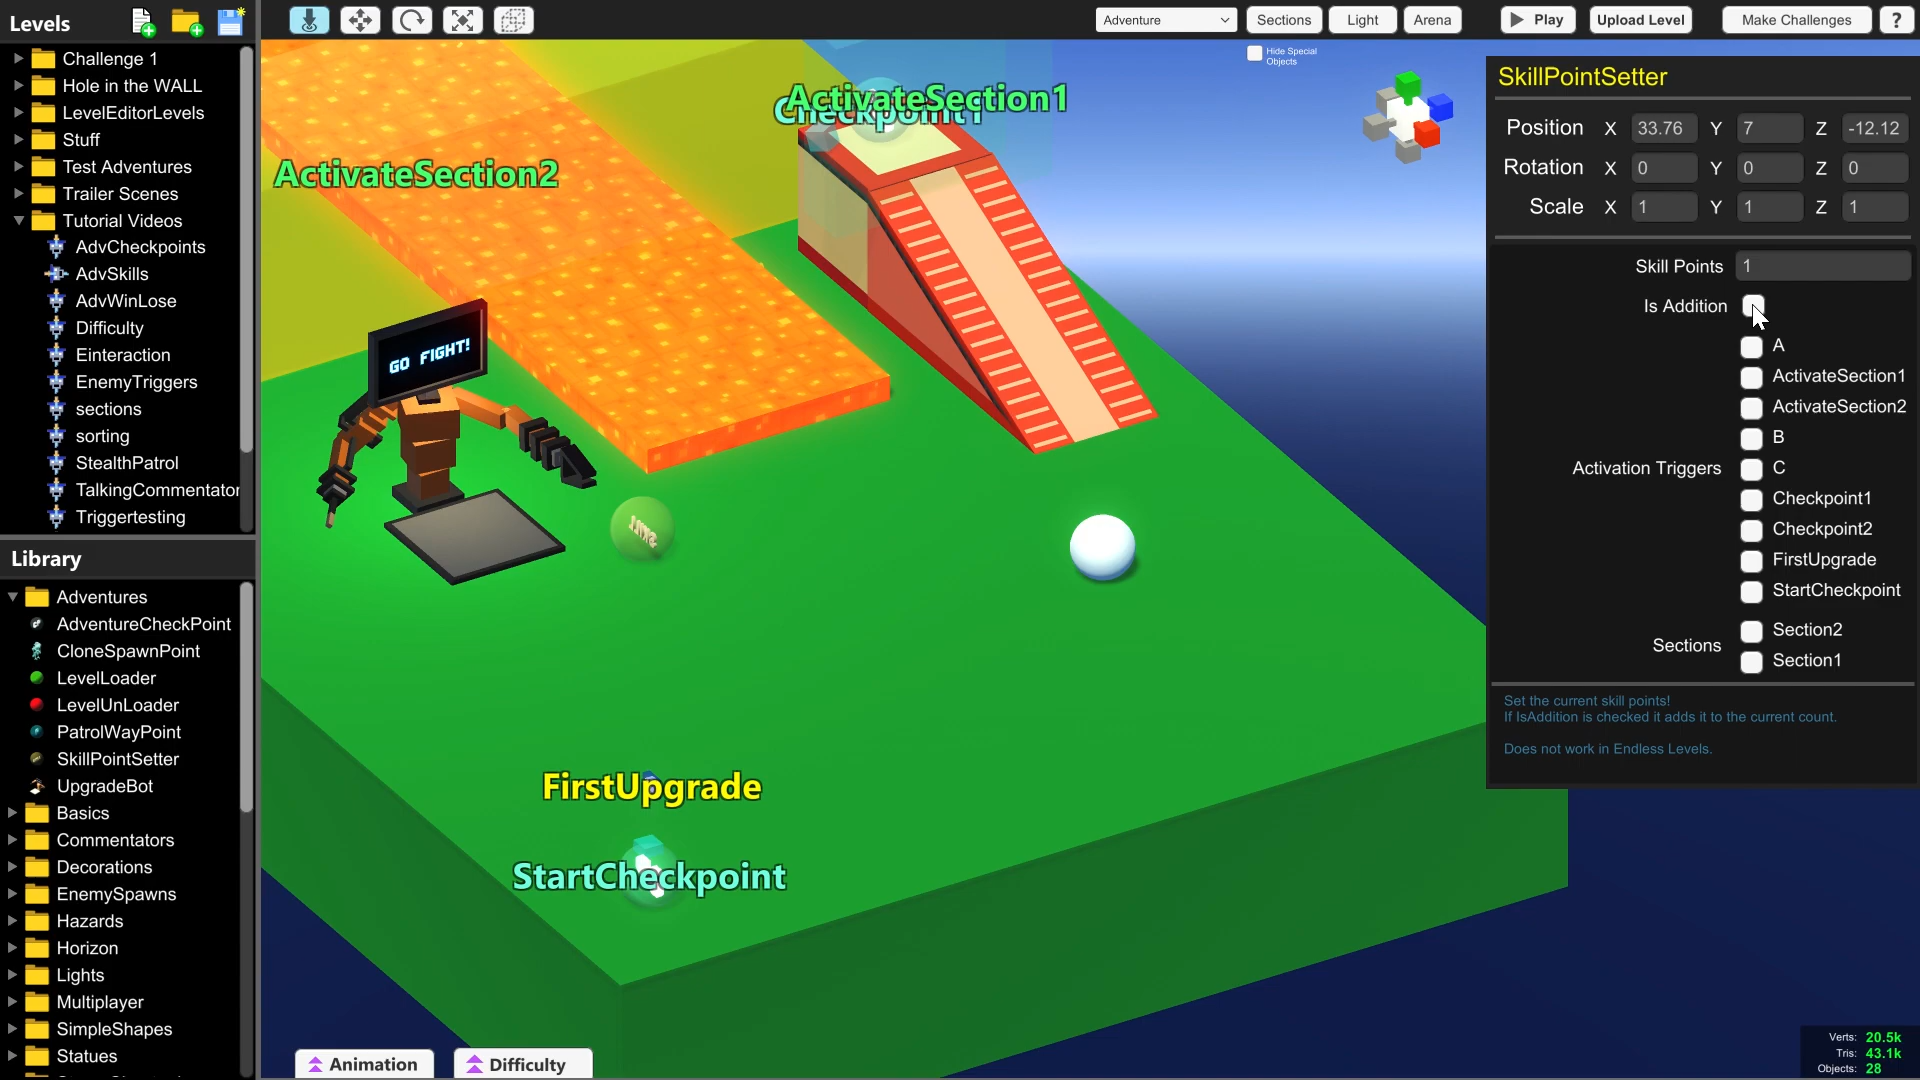 Levels
Challenge 1
Hole in the WALL
LevelEditorLevels
Stuff
Test Adventures
Trailer Scenes
Tutorial Videos
AdvCheckpoints
AdvSkills
AdvWinLose
Difficulty
Einteraction
EnemyTriggers
sections
sorting
StealthPatrol
TalkingCommentator
Triggertesting
Library
Adventures
AdventureCheckPoint
CloneSpawnPoint
LevelLoader
LevelUnLoader
PatrolWayPoint
SkillPointSetter
UpgradeBot
Basics
Commentators
Decorations
EnemySpawns
Hazards
Horizon
Lights
Multiplayer
SimpleShapes
Statues
Adventure
Sections
Light
Arena
Play
Upload Level
Make Challenges
?
Hide Special
Objects
ActivateSection1
Checkpoint1
ActivateSection2
GO FIGHT!
FirstUpgrade
StartCheckpoint
Animation
Difficulty
SkillPointSetter
Position X 33.76 Y 7 Z -12.12
Rotation X 0 Y 0 Z 0
Scale X 1 Y 1 Z 1
Skill Points 1
Is Addition
A
ActivateSection1
ActivateSection2
B
Activation Triggers C
Checkpoint1
Checkpoint2
FirstUpgrade
StartCheckpoint
Section2
Sections
Section1
Set the current skill points!
If IsAddition is checked it adds it to the current count.
Does not work in Endless Levels.
Verts: 20.5k
Tris: 43.1k
Objects: 28